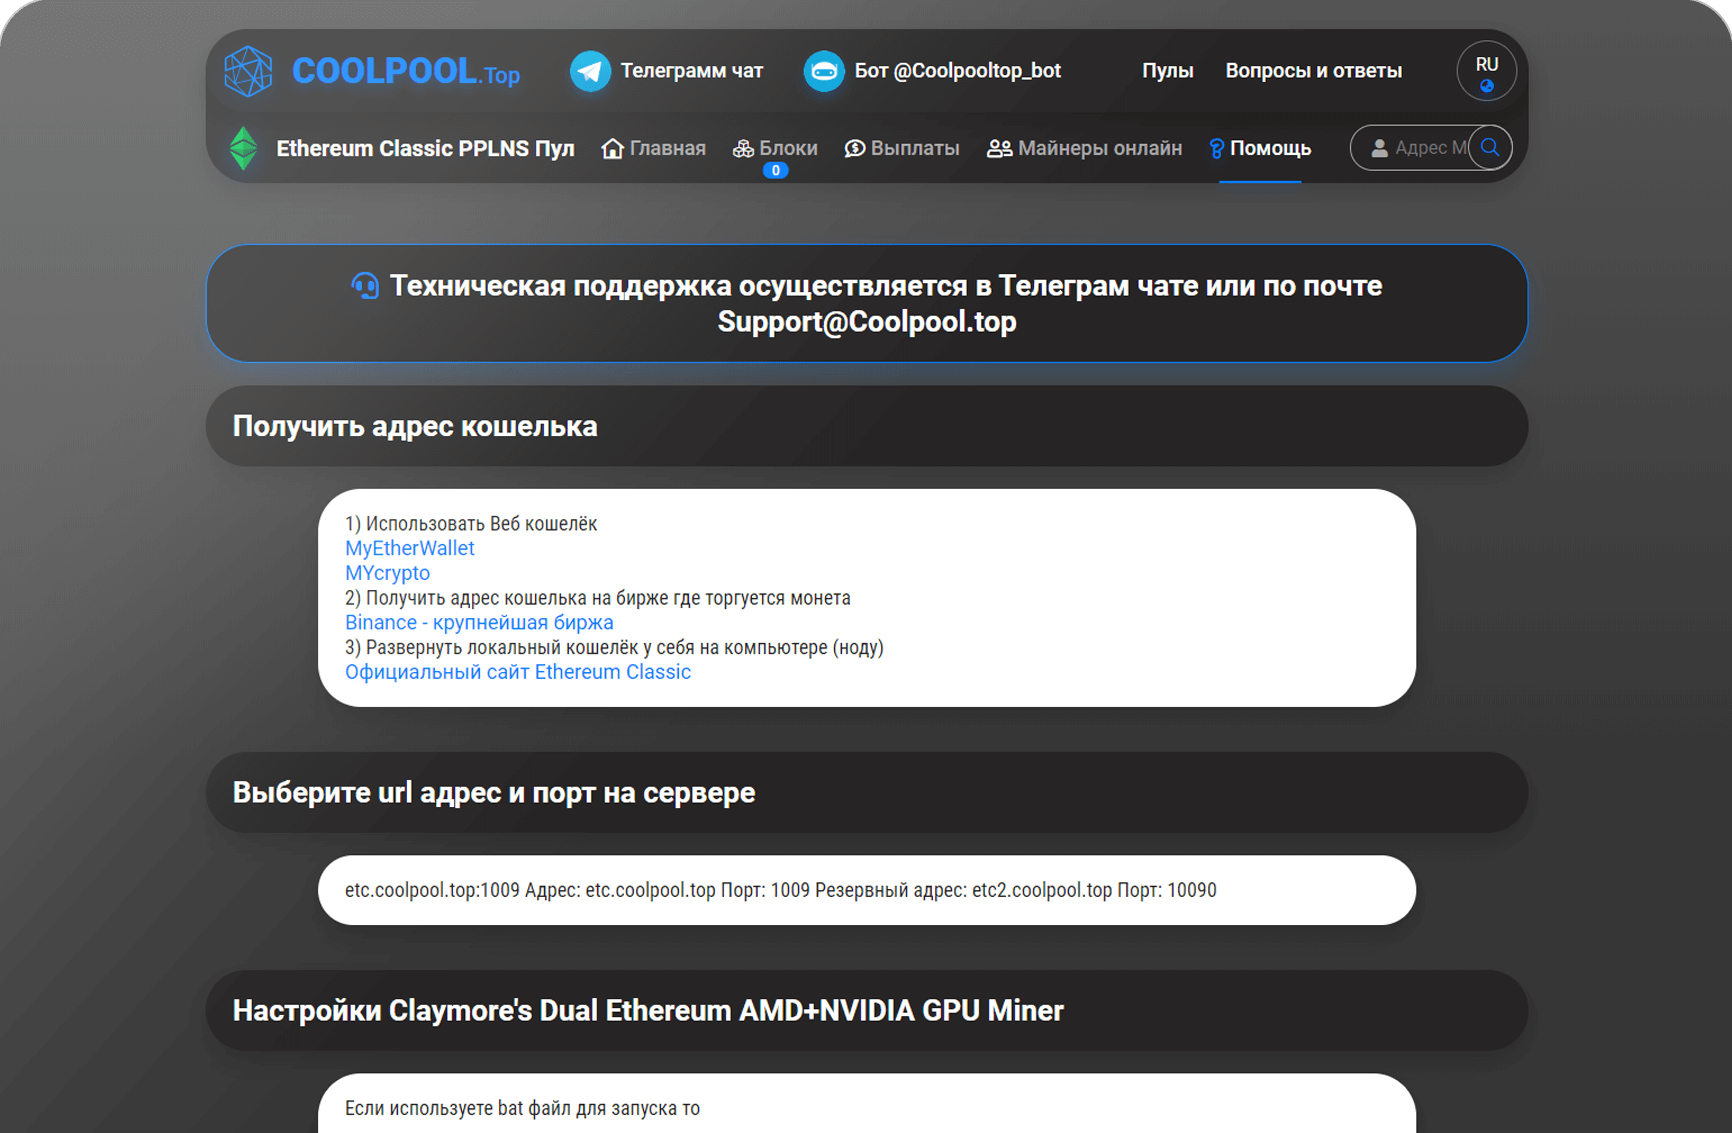 COOLPOOL.Top
Телеграмм чат
Бот @Coolpooltop_bot
Пулы
Вопросы и ответы
RU
Ethereum Classic PPLNS Пул
Главная
Блоки
0
Выплаты
Майнеры онлайн
Помощь
Адрес М
Техническая поддержка осуществляется в Телеграм чате или по почте
Support@Coolpool.top
Получить адрес кошелька
1) Использовать Веб кошелёк
MyEtherWallet
MYcrypto
2) Получить адрес кошелька на бирже где торгуется монета
Binance - крупнейшая биржа
3) Развернуть локальный кошелёк у себя на компьютере (ноду)
Официальный сайт Ethereum Classic
Выберите url адрес и порт на сервере
etc.coolpool.top:1009 Адрес: etc.coolpool.top Порт: 1009 Резервный адрес: etc2.coolpool.top Порт: 10090
Настройки Claymore's Dual Ethereum AMD+NVIDIA GPU Miner
Если используете bat файл для запуска то